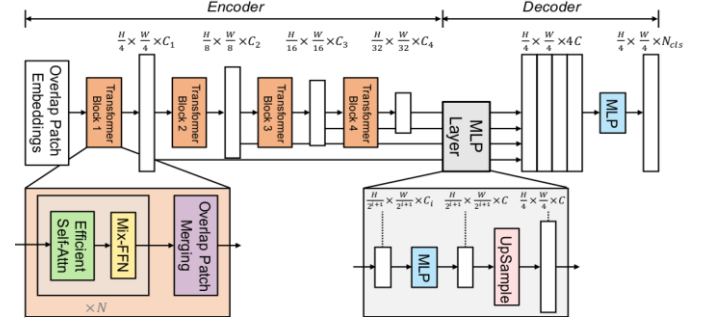 Encoder
Decoder
H/4 × W/4 × C₁
H/8 × W/8 × C₂
H/16 × W/16 × C₃
H/32 × W/32 × C₄
H/4 × W/4 × 4C
H/4 × W/4 × N_cls
Overlap Patch
Embeddings
Transformer
Block 1
Transformer
Block 2
Transformer
Block 3
Transformer
Block 4
MLP
Layer
MLP
Efficient
Self-Attn
Mix-FFN
Overlap Patch
Merging
× N
H/2^{i+1} × W/2^{i+1} × C_i
H/2^{i+1} × W/2^{i+1} × C
H/4 × W/4 × C
MLP
UpSample